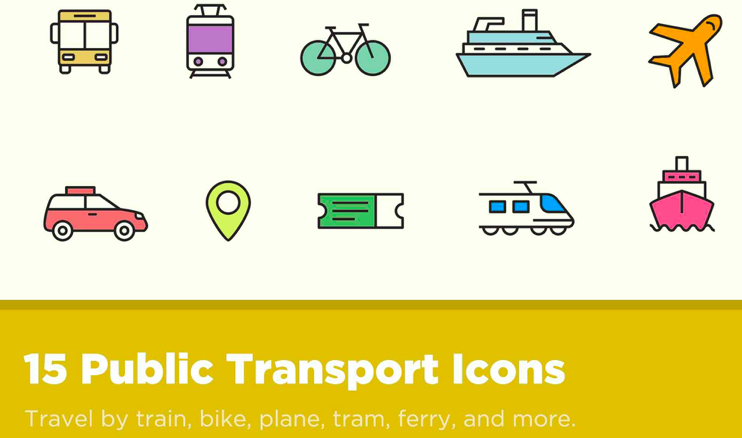 15 Public Transport Icons
Travel by train, bike, plane, tram, ferry, and more.